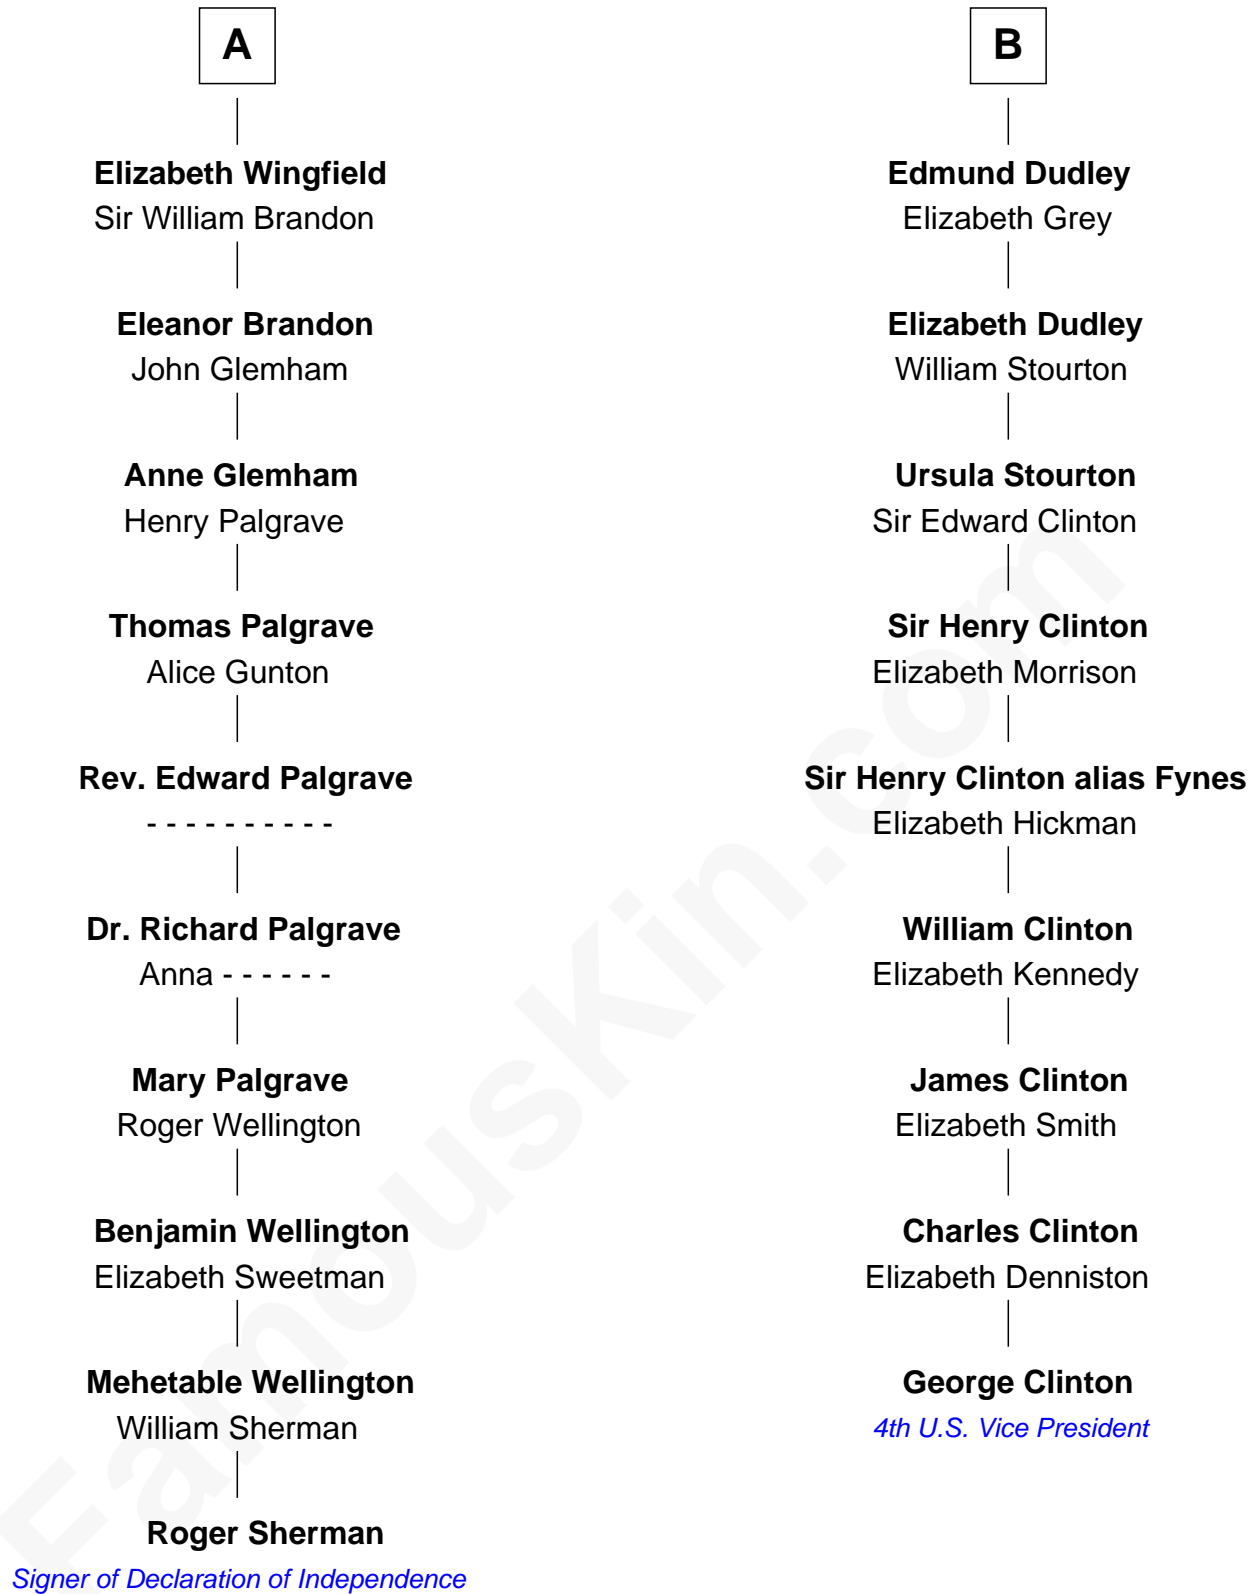 A
Elizabeth Wingfield
Sir William Brandon
Eleanor Brandon
John Glemham
Anne Glemham
Henry Palgrave
Thomas Palgrave
Alice Gunton
Rev. Edward Palgrave
- - - - - - - - - -
Dr. Richard Palgrave
Anna - - - - - -
Mary Palgrave
Roger Wellington
Benjamin Wellington
Elizabeth Sweetman
Mehetable Wellington
William Sherman
Roger Sherman
Signer of Declaration of Independence
B
Edmund Dudley
Elizabeth Grey
Elizabeth Dudley
William Stourton
Ursula Stourton
Sir Edward Clinton
Sir Henry Clinton
Elizabeth Morrison
Sir Henry Clinton alias Fynes
Elizabeth Hickman
William Clinton
Elizabeth Kennedy
James Clinton
Elizabeth Smith
Charles Clinton
Elizabeth Denniston
George Clinton
4th U.S. Vice President
FamousKin.com